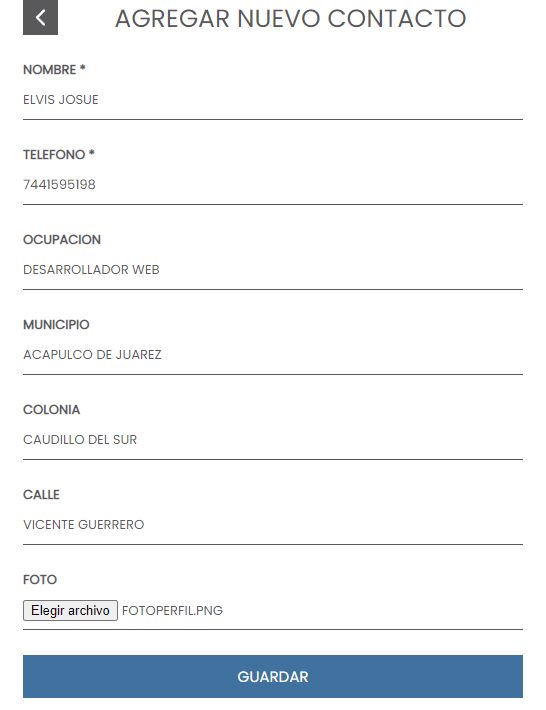 AGREGAR NUEVO CONTACTO
NOMBRE *
ELVIS JOSUE
TELEFONO *
7441595198
OCUPACION
DESARROLLADOR WEB
MUNICIPIO
ACAPULCO DE JUAREZ
COLONIA
CAUDILLO DEL SUR
CALLE
VICENTE GUERRERO
FOTO
Elegir archivo FOTOPERFIL.PNG
GUARDAR